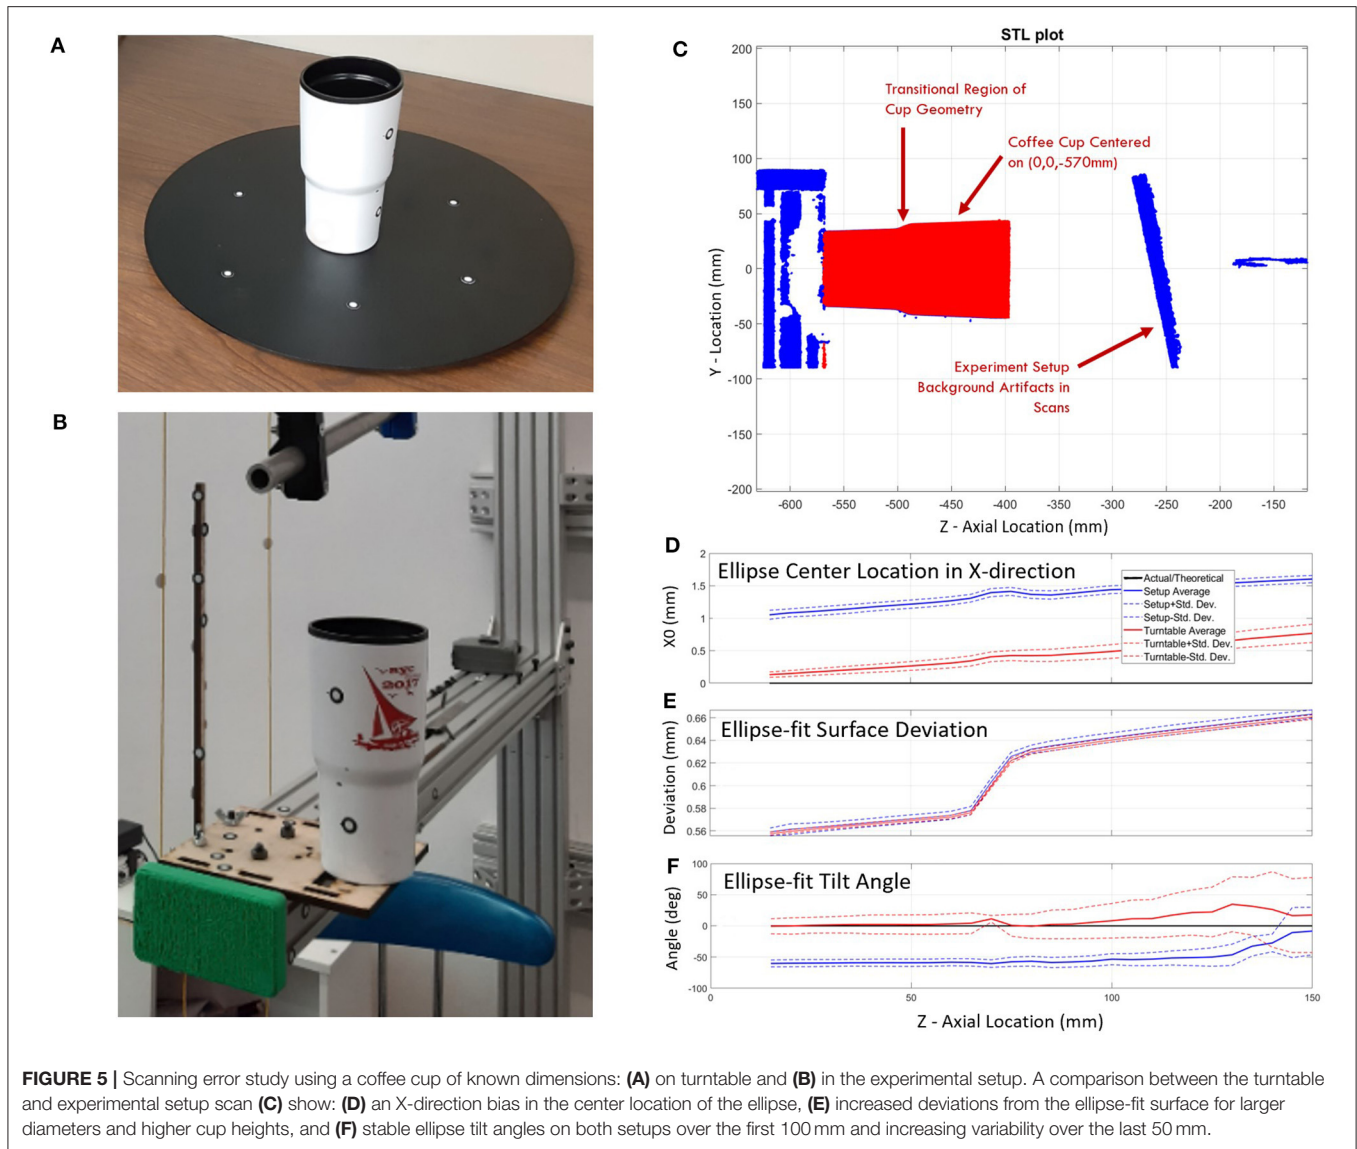 A
B
nyc
2017
C
STL plot
200
150
100
50
0
-50
-100
-150
-200
Y - Location (mm)
Transitional Region of
Cup Geometry
Coffee Cup Centered
on (0,0,-570mm)
Experiment Setup
Background Artifacts in
Scans
-600
-550
-500
-450
-400
-350
-300
-250
-200
-150
Z - Axial Location (mm)
D
Ellipse Center Location in X-direction
2
1.5
1
0.5
0
X0 (mm)
Actual/Theoretical
Setup Average
Setup+Std. Dev.
Setup-Std. Dev.
Turntable Average
Turntable+Std. Dev.
Turntable-Std. Dev.
E
Ellipse-fit Surface Deviation
0.66
0.64
0.62
0.6
0.58
0.56
Deviation (mm)
F
Ellipse-fit Tilt Angle
100
50
0
-50
-100
Angle (deg)
0
50
100
150
Z - Axial Location (mm)
FIGURE 5 | Scanning error study using a coffee cup of known dimensions: (A) on turntable and (B) in the experimental setup. A comparison between the turntable
and experimental setup scan (C) show: (D) an X-direction bias in the center location of the ellipse, (E) increased deviations from the ellipse-fit surface for larger
diameters and higher cup heights, and (F) stable ellipse tilt angles on both setups over the first 100 mm and increasing variability over the last 50 mm.